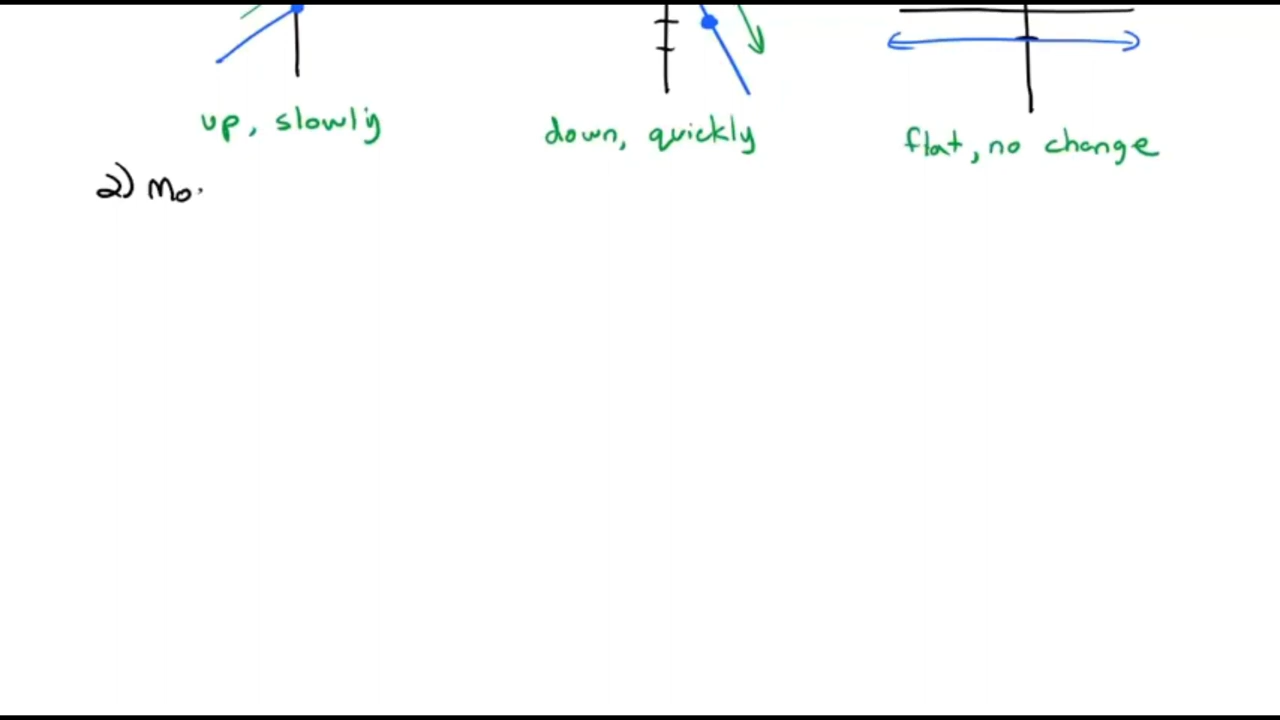 up, slowly
down, quickly
flat, no change
2) Mo